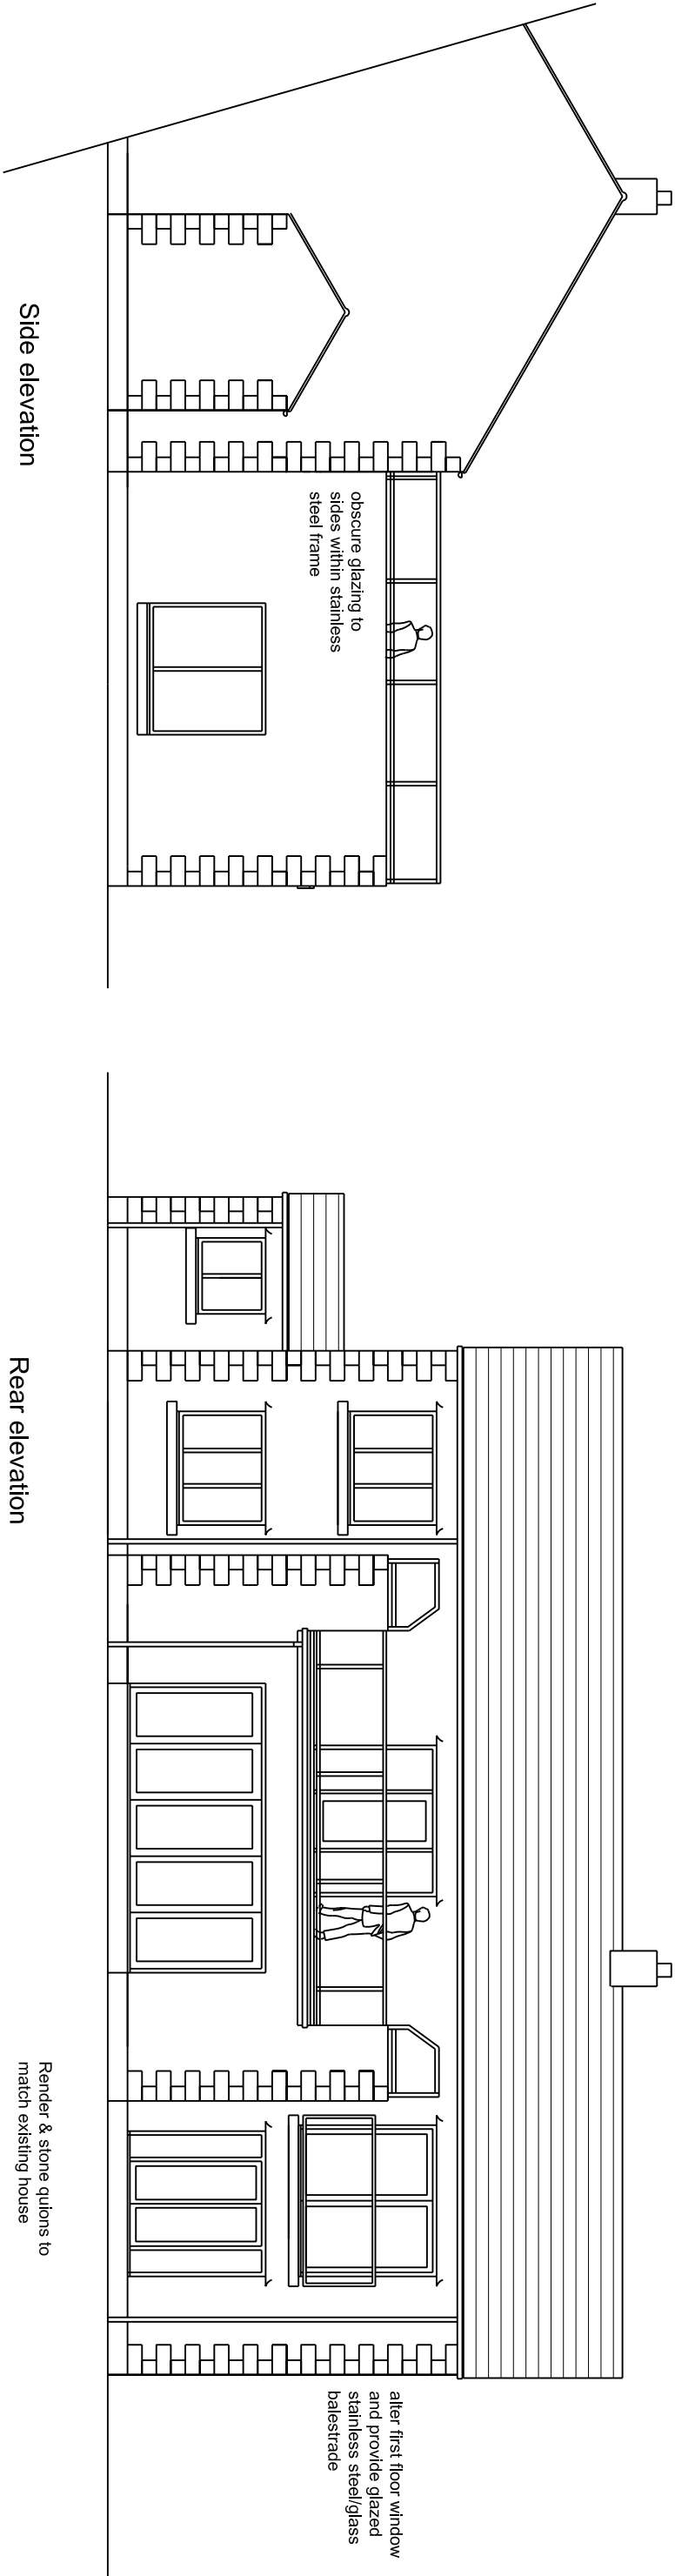 obscure glazing to
sides within stainless
steel frame
Side elevation
alter first floor window
and provide glazed
stainless steel/glass
balestrade
Render & stone quions to
match existing house
Rear elevation